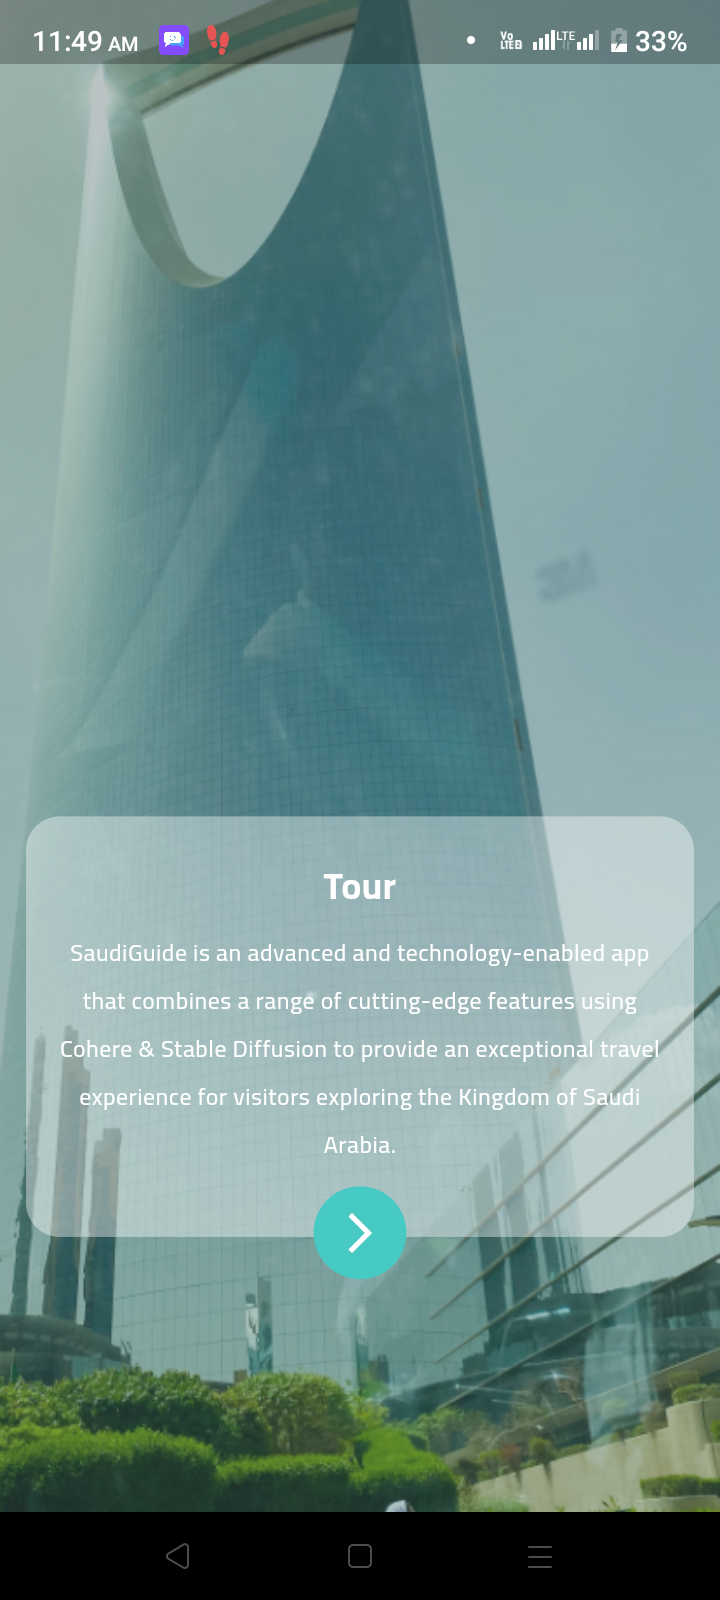 11:49 AM
Vo LTE 2 LTE 33%
Tour
SaudiGuide is an advanced and technology-enabled app
that combines a range of cutting-edge features using
Cohere & Stable Diffusion to provide an exceptional travel
experience for visitors exploring the Kingdom of Saudi
Arabia.